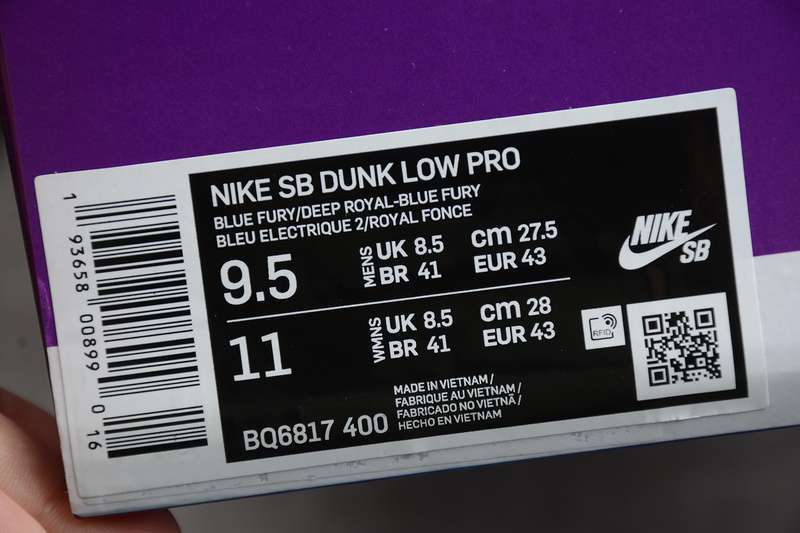 NIKE SB DUNK LOW PRO
BLUE FURY/DEEP ROYAL-BLUE FURY
BLEU ELECTRIQUE 2/ROYAL FONCE
9.5
MENS
UK 8.5
BR 41
cm 27.5
EUR 43
11
WMNS
UK 8.5
BR 41
cm 28
EUR 43
BQ6817 400
MADE IN VIETNAM /
FABRIQUE AU VIETNAM /
FABRICADO NO VIETNÃ /
HECHO EN VIETNAM
NIKE
SB
RFID
1 93658 00899 0 16